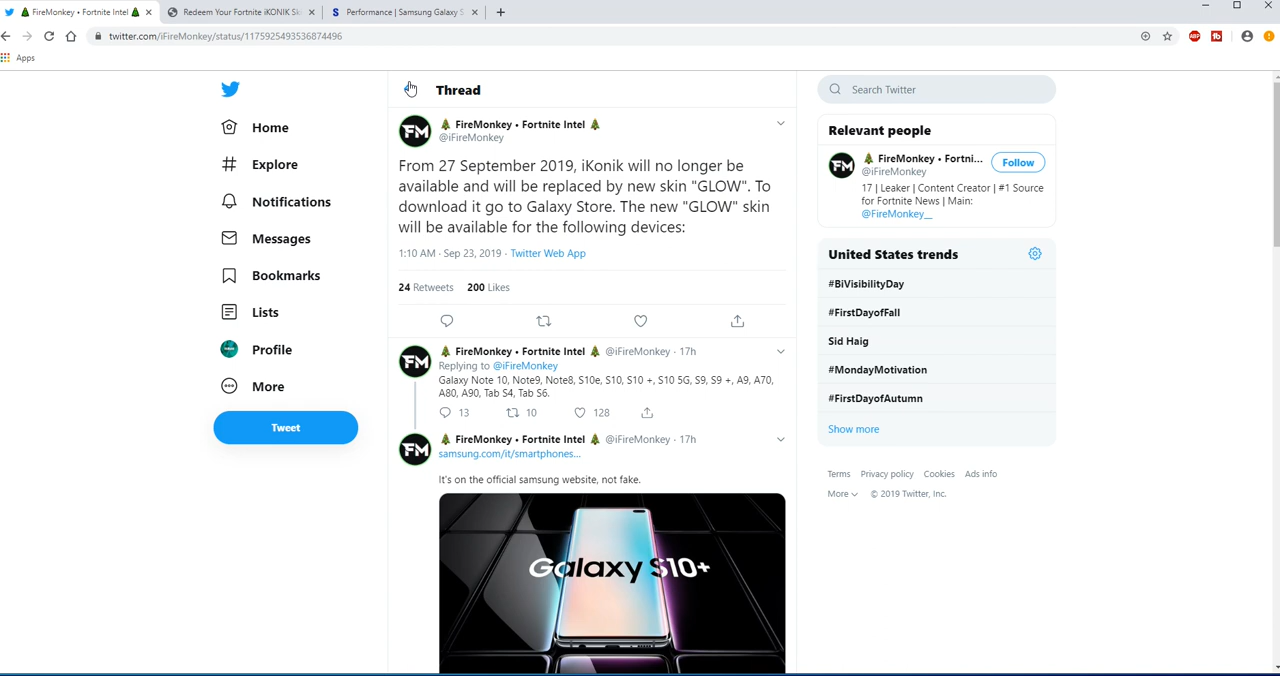 FireMonkey • Fortnite Intel
Redeem Your Fortnite iKONIK Ski
Performance | Samsung Galaxy S
twitter.com/iFireMonkey/status/1175925493536874496
ABP
Apps
Thread
Home
Explore
Notifications
Messages
Bookmarks
Lists
Profile
More
Tweet
FM
FireMonkey • Fortnite Intel
@iFireMonkey
From 27 September 2019, iKonik will no longer be
available and will be replaced by new skin "GLOW". To
download it go to Galaxy Store. The new "GLOW" skin
will be available for the following devices:
1:10 AM · Sep 23, 2019 · Twitter Web App
24 Retweets 200 Likes
FM
FireMonkey • Fortnite Intel @iFireMonkey · 17h
Replying to @iFireMonkey
Galaxy Note 10, Note9, Note8, S10e, S10, S10 +, S10 5G, S9, S9 +, A9, A70,
A80, A90, Tab S4, Tab S6.
13 10 128
FM
FireMonkey • Fortnite Intel @iFireMonkey · 17h
samsung.com/it/smartphones...
It's on the official samsung website, not fake.
Galaxy S10+
Search Twitter
Relevant people
FM
FireMonkey • Fortni... Follow
@iFireMonkey
17 | Leaker | Content Creator | #1 Source
for Fortnite News | Main:
@FireMonkey__
United States trends
#BiVisibilityDay
#FirstDayofFall
Sid Haig
#MondayMotivation
#FirstDayofAutumn
Show more
Terms Privacy policy Cookies Ads info
More © 2019 Twitter, Inc.